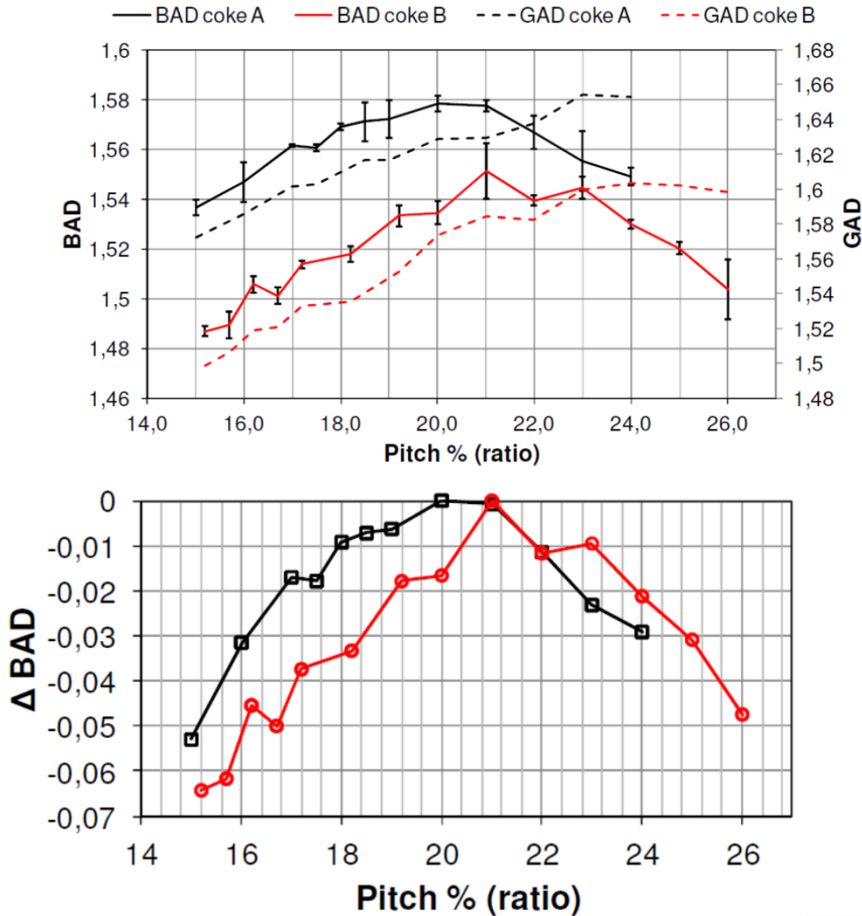 BAD coke A BAD coke B GAD coke A GAD coke B
1,6 1,68
1,66
1,58 1,64
1,56 1,62
1,54 1,6
BAD GAD
1,58
1,52 1,56
1,5 1,54
1,52
1,48 1,5
1,46 1,48
14,0 16,0 18,0 20,0 22,0 24,0 26,0
Pitch % (ratio)
0
-0,01
-0,02
-0,03
Δ BAD
-0,04
-0,05
-0,06
-0,07
14 16 18 20 22 24 26
Pitch % (ratio)